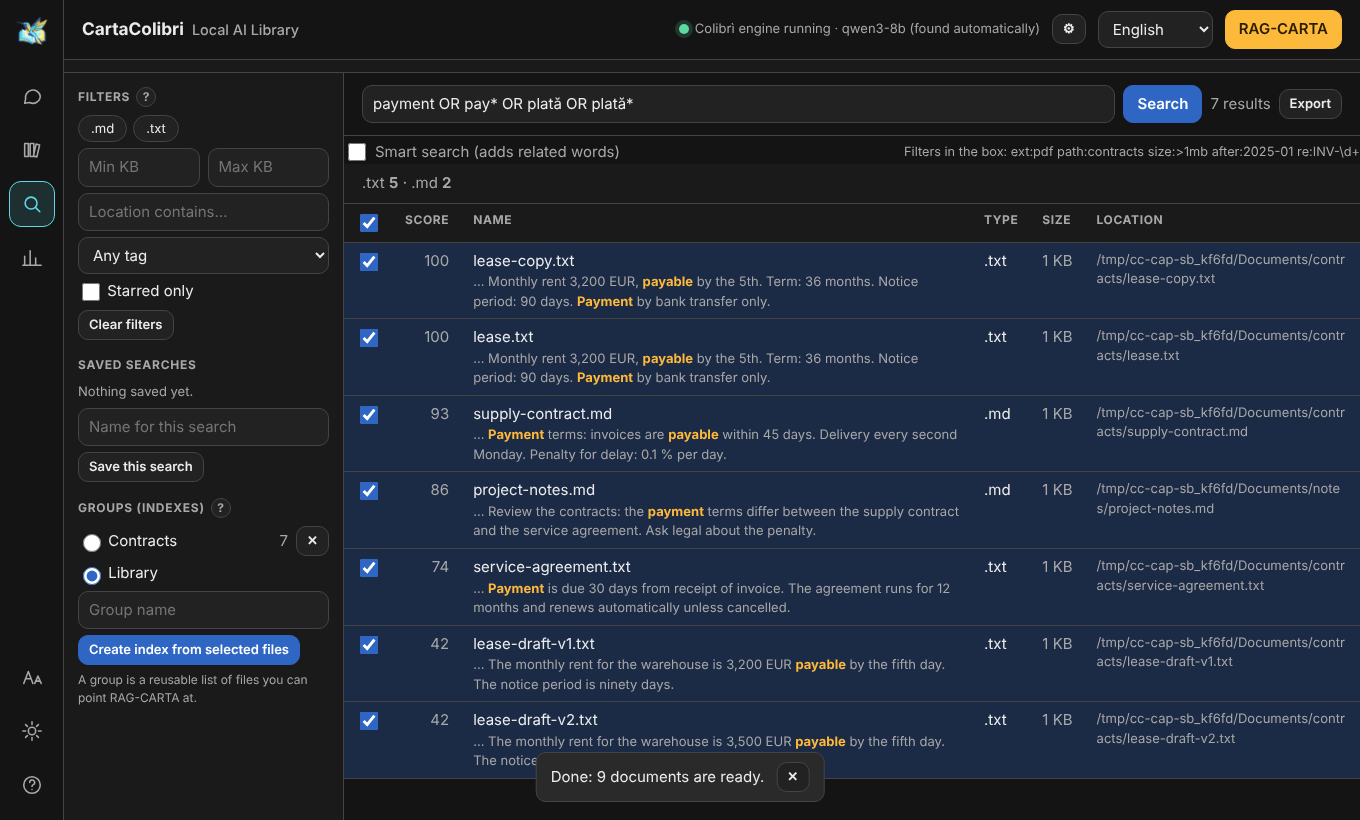 CartaColibri Local AI Library
Colibri engine running · qwen3-8b (found automatically)
English
RAG-CARTA
FILTERS ?
.md .txt
Min KB Max KB
Location contains...
Any tag
Starred only
Clear filters
SAVED SEARCHES
Nothing saved yet.
Name for this search
Save this search
GROUPS (INDEXES) ?
Contracts 7 ×
Library
Group name
Create index from selected files
A group is a reusable list of files you can
point RAG-CARTA at.
payment OR pay* OR plată OR plată*
Search 7 results Export
Smart search (adds related words)
Filters in the box: ext:pdf path:contracts size:>1mb after:2025-01 re:INV-\d+
.txt 5 · .md 2
SCORE NAME TYPE SIZE LOCATION
100 lease-copy.txt .txt 1 KB /tmp/cc-cap-sb_kf6fd/Documents/contr
acts/lease-copy.txt
... Monthly rent 3,200 EUR, payable by the 5th. Term: 36 months. Notice
period: 90 days. Payment by bank transfer only.
100 lease.txt .txt 1 KB /tmp/cc-cap-sb_kf6fd/Documents/contr
acts/lease.txt
... Monthly rent 3,200 EUR, payable by the 5th. Term: 36 months. Notice
period: 90 days. Payment by bank transfer only.
93 supply-contract.md .md 1 KB /tmp/cc-cap-sb_kf6fd/Documents/contr
acts/supply-contract.md
... Payment terms: invoices are payable within 45 days. Delivery every second
Monday. Penalty for delay: 0.1 % per day.
86 project-notes.md .md 1 KB /tmp/cc-cap-sb_kf6fd/Documents/note
s/project-notes.md
... Review the contracts: the payment terms differ between the supply contract
and the service agreement. Ask legal about the penalty.
74 service-agreement.txt .txt 1 KB /tmp/cc-cap-sb_kf6fd/Documents/contr
acts/service-agreement.txt
... Payment is due 30 days from receipt of invoice. The agreement runs for 12
months and renews automatically unless cancelled.
42 lease-draft-v1.txt .txt 1 KB /tmp/cc-cap-sb_kf6fd/Documents/contr
acts/lease-draft-v1.txt
... The monthly rent for the warehouse is 3,200 EUR payable by the fifth day.
The notice period is ninety days.
42 lease-draft-v2.txt .txt 1 KB /tmp/cc-cap-sb_kf6fd/Documents/contr
acts/lease-draft-v2.txt
... The monthly rent for the warehouse is 3,500 EUR payable by the fifth day.
The notice
Done: 9 documents are ready. ×
AA
?